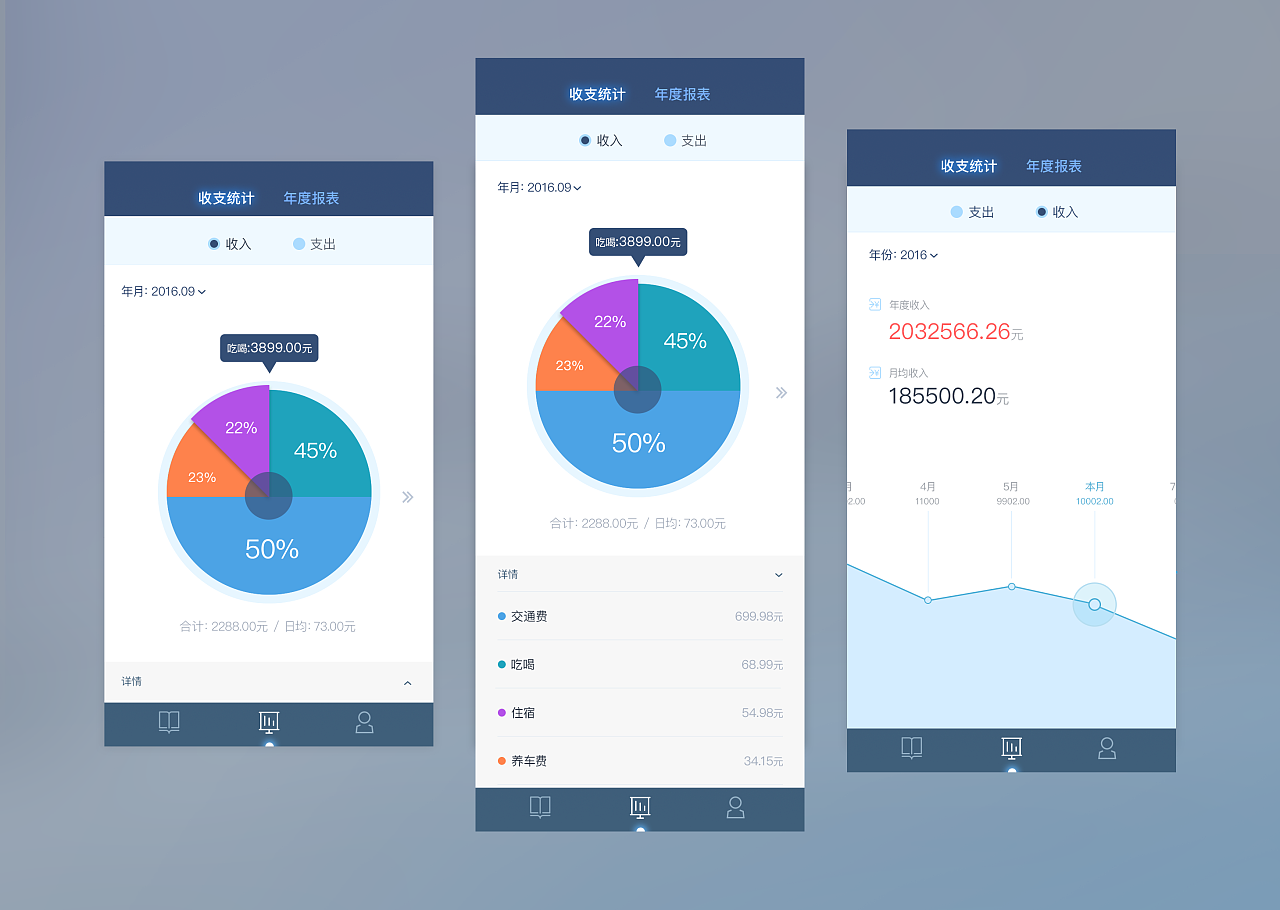 收支统计 年度报表
收入 支出
年月: 2016.09
吃喝:3899.00元
22%
45%
23%
50%
合计: 2288.00元 / 日均: 73.00元
详情
收支统计 年度报表
收入 支出
年月: 2016.09
吃喝:3899.00元
22%
45%
23%
50%
合计: 2288.00元 / 日均: 73.00元
详情
交通费 699.98元
吃喝 68.99元
住宿 54.98元
养车费 34.15元
收支统计 年度报表
支出 收入
年份: 2016
年度收入
2032566.26元
月均收入
185500.20元
月 4月 5月 本月 7
2.00 11000 9902.00 10002.00